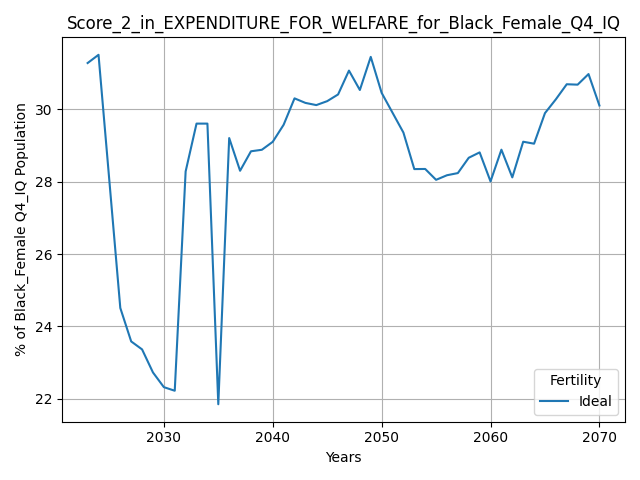 Score_2_in_EXPENDITURE_FOR_WELFARE_for_Black_Female_Q4_IQ
% of Black_Female Q4_IQ Population
30
28
26
24
22
2030 2040 2050 2060 2070
Years
Fertility
Ideal